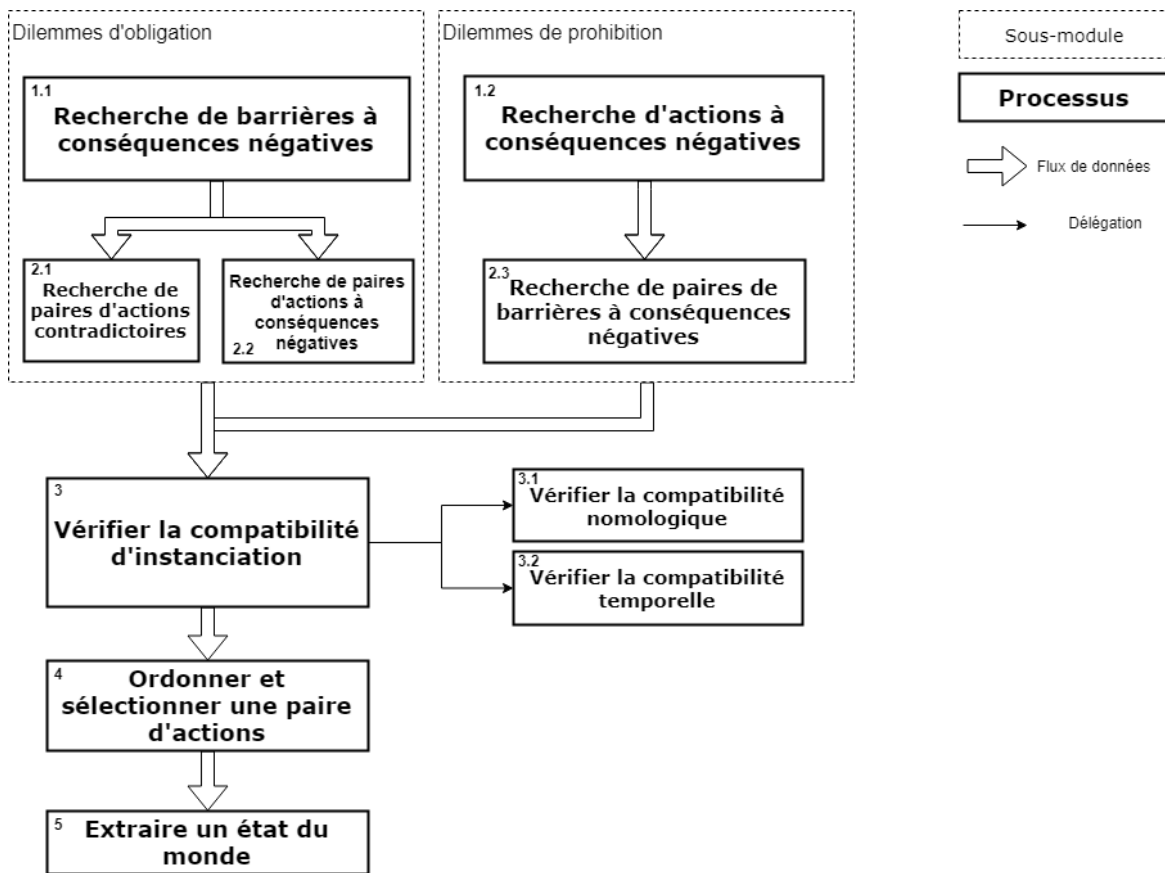 Dilemmes d'obligation
1.1
Recherche de barrières à
conséquences négatives
2.1
Recherche de
paires d'actions
contradictoires
Recherche de paires
d'actions à
conséquences
négatives
2.2
Dilemmes de prohibition
1.2
Recherche d'actions à
conséquences négatives
2.3
Recherche de paires de
barrières à conséquences
négatives
3
Vérifier la compatibilité
d'instanciation
3.1
Vérifier la compatibilité
nomologique
3.2
Vérifier la compatibilité
temporelle
4
Ordonner et
sélectionner une paire
d'actions
5
Extraire un état du
monde
Sous-module
Processus
Flux de données
Délégation